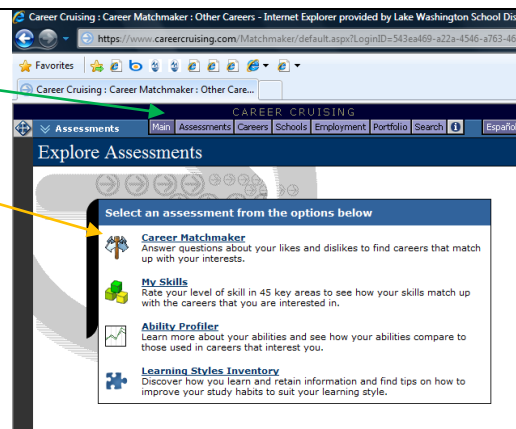 Career Cruising : Career Matchmaker : Other Careers - Internet Explorer provided by Lake Washington School Dis
https://www.careercruising.com/Matchmaker/default.aspx?LoginID=543ea469-a22a-4546-a763-46
Favorites
Career Cruising : Career Matchmaker : Other Care...
CAREER CRUISING
Assessments Main Assessments Careers Schools Employment Portfolio Search Español
Explore Assessments
Select an assessment from the options below
Career Matchmaker
Answer questions about your likes and dislikes to find careers that match
up with your interests.
My Skills
Rate your level of skill in 45 key areas to see how your skills match up
with the careers that you are interested in.
Ability Profiler
Learn more about your abilities and see how your abilities compare to
those used in careers that interest you.
Learning Styles Inventory
Discover how you learn and retain information and find tips on how to
improve your study habits to suit your learning style.